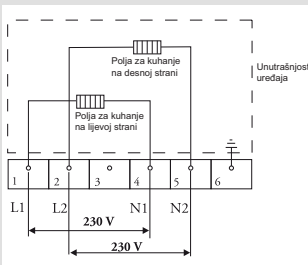 Polja za kuhanje
na desnoj strani
Unutrašnjost
uređaja
Polja za kuhanje
na lijevoj strani
1 2 3 4 5 6
L1 L2 N1 N2
230 V
230 V